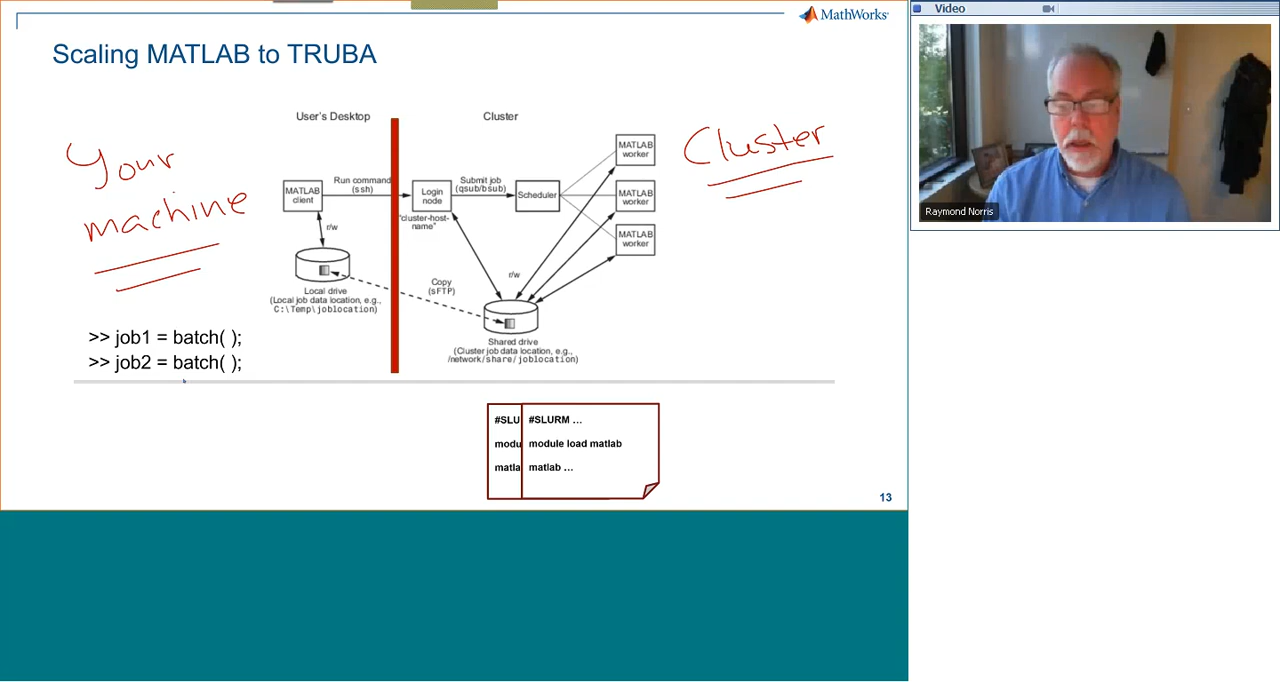 MathWorks®
Video
Scaling MATLAB to TRUBA
Raymond Norris
User's Desktop
Cluster
Your
machine
Cluster
MATLAB
client
Run command
(ssh)
Login
node
"cluster-host-
name"
Submit job
(qsub/bsub)
Scheduler
MATLAB
worker
MATLAB
worker
MATLAB
worker
r/w
r/w
Copy
(sFTP)
Local drive
(Local job data location, e.g.,
C:\Temp\joblocation)
Shared drive
(Cluster job data location, e.g.,
/network/share/joblocation)
>> job1 = batch( );
>> job2 = batch( );
#SLU
modu
matla
#SLURM …
module load matlab
matlab …
13